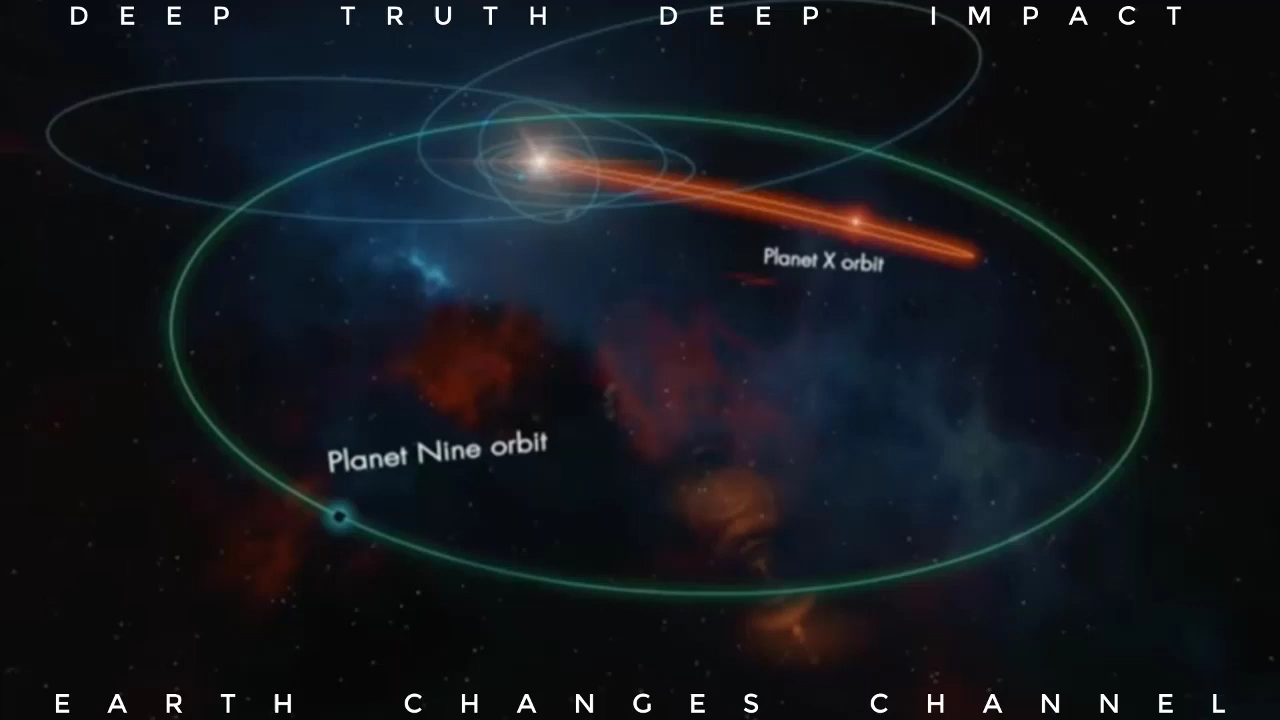 DEEP TRUTH DEEP IMPACT
Planet X orbit
Planet Nine orbit
EARTH CHANGES CHANNEL